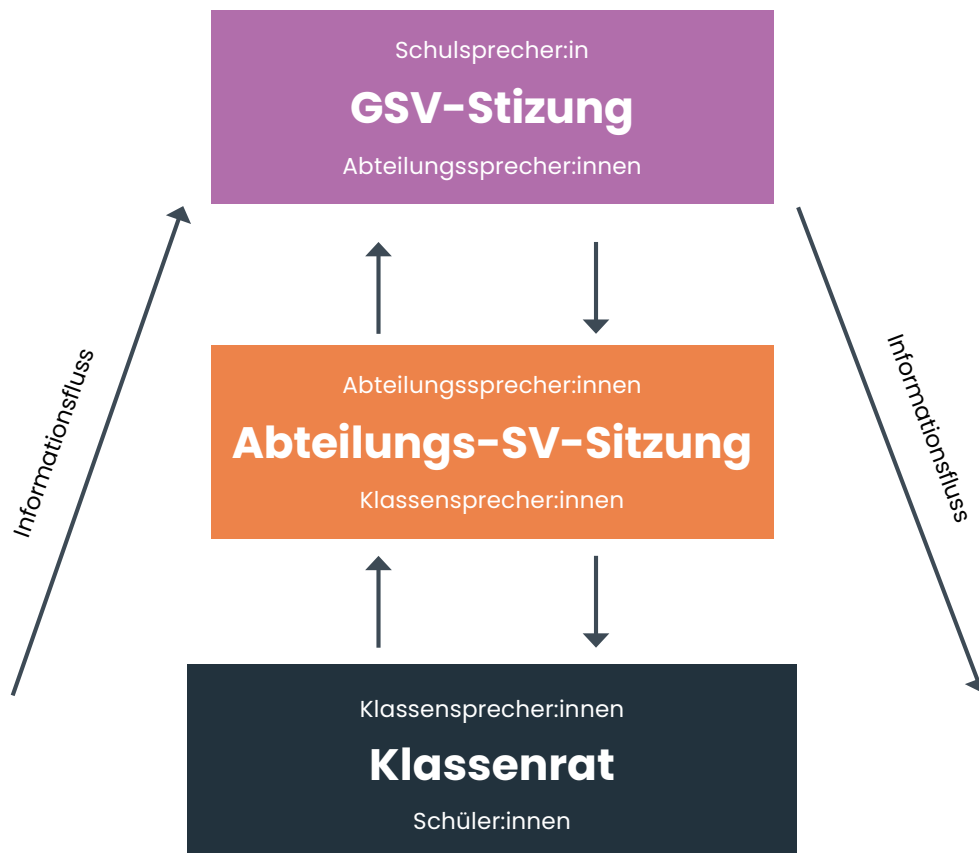 Schulsprecher:in
GSV-Stizung
Abteilungssprecher:innen
Informationsfluss
Informationsfluss
Abteilungssprecher:innen
Abteilungs-SV-Sitzung
Klassensprecher:innen
Klassensprecher:innen
Klassenrat
Schüler:innen